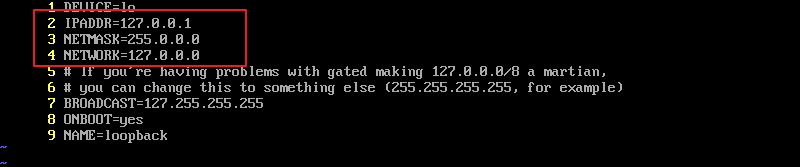 1 DEVICE=lo
2 IPADDR=127.0.0.1
3 NETMASK=255.0.0.0
4 NETWORK=127.0.0.0
5 # If you're having problems with gated making 127.0.0.0/8 a martian,
6 # you can change this to something else (255.255.255.255, for example)
7 BROADCAST=127.255.255.255
8 ONBOOT=yes
9 NAME=loopback
~
~